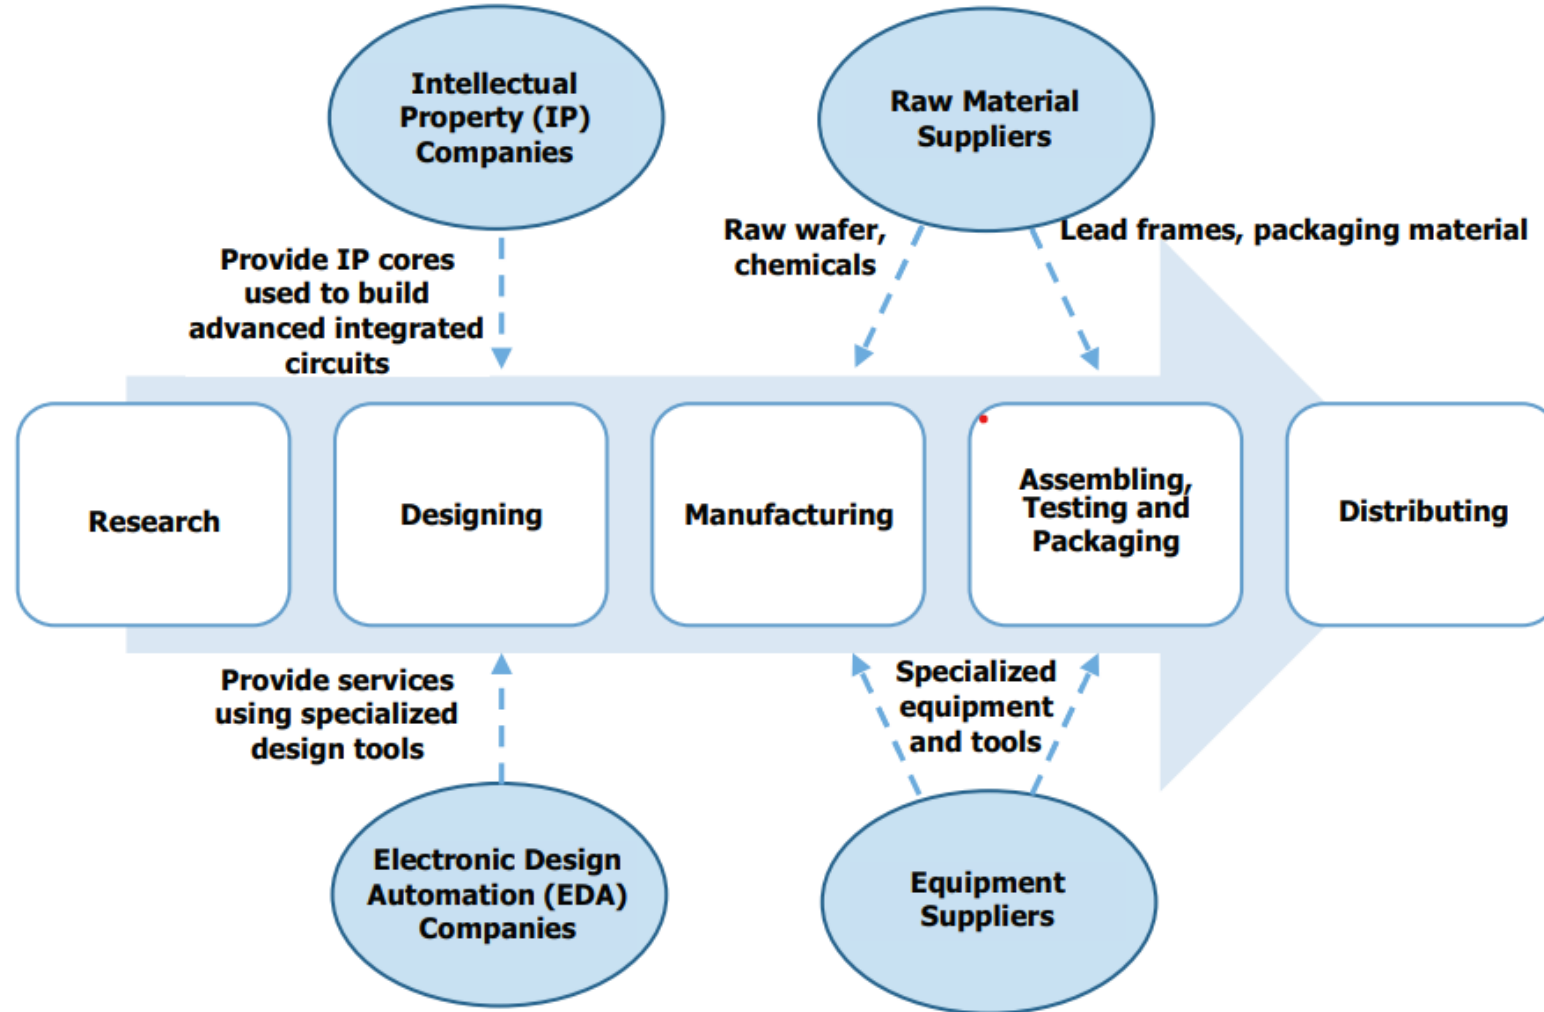 Intellectual
Property (IP)
Companies
Raw Material
Suppliers
Provide IP cores
used to build
advanced integrated
circuits
Raw wafer,
chemicals
Lead frames, packaging material
Research
Designing
Manufacturing
Assembling,
Testing and
Packaging
Distributing
Provide services
using specialized
design tools
Specialized
equipment
and tools
Electronic Design
Automation (EDA)
Companies
Equipment
Suppliers